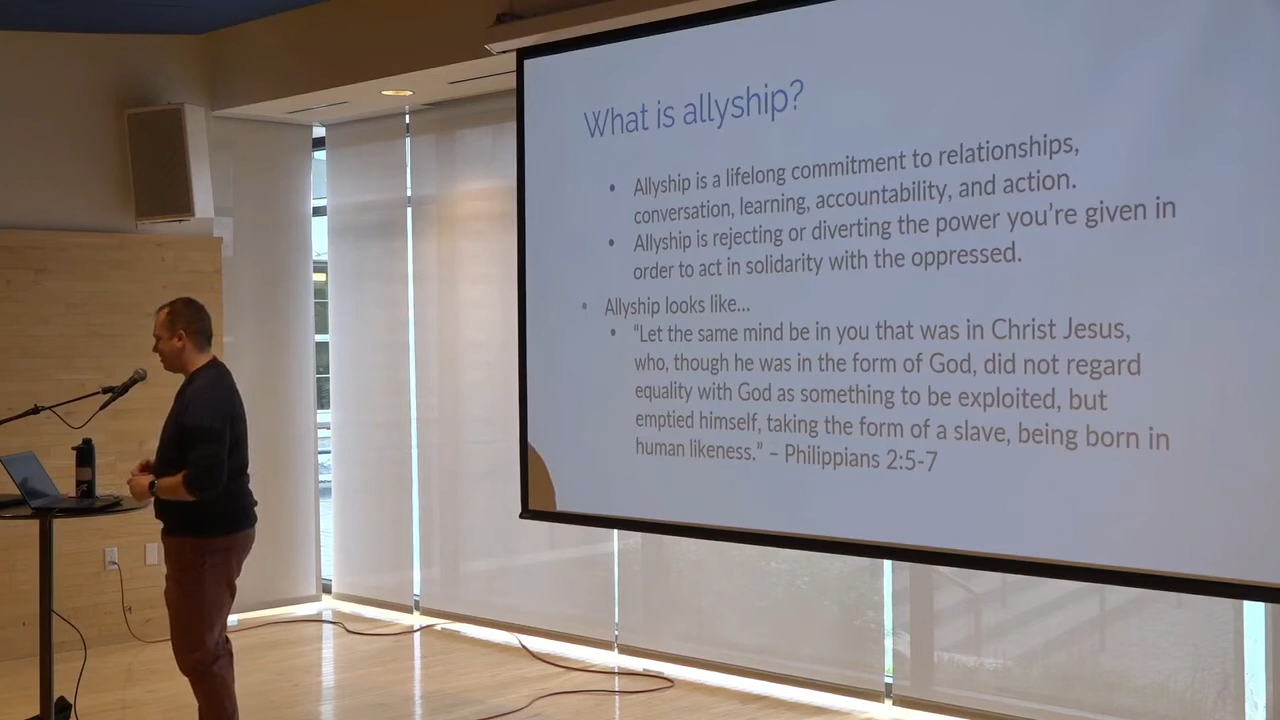 What is allyship?
• Allyship is a lifelong commitment to relationships,
conversation, learning, accountability, and action.
• Allyship is rejecting or diverting the power you’re given in
order to act in solidarity with the oppressed.
• Allyship looks like...
• “Let the same mind be in you that was in Christ Jesus,
who, though he was in the form of God, did not regard
equality with God as something to be exploited, but
emptied himself, taking the form of a slave, being born in
human likeness.” – Philippians 2:5-7